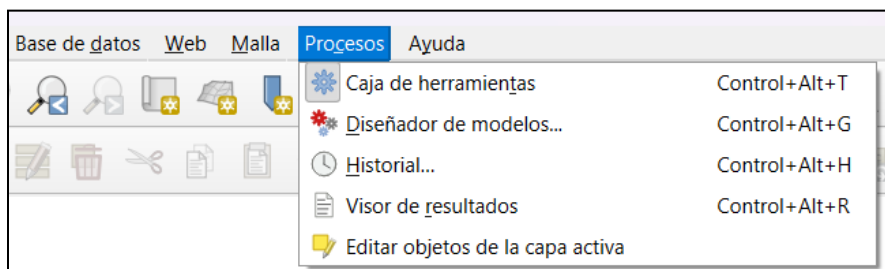 Base de datos Web Malla Procesos Ayuda
Caja de herramientas Control+Alt+T
Diseñador de modelos... Control+Alt+G
Historial... Control+Alt+H
Visor de resultados Control+Alt+R
Editar objetos de la capa activa